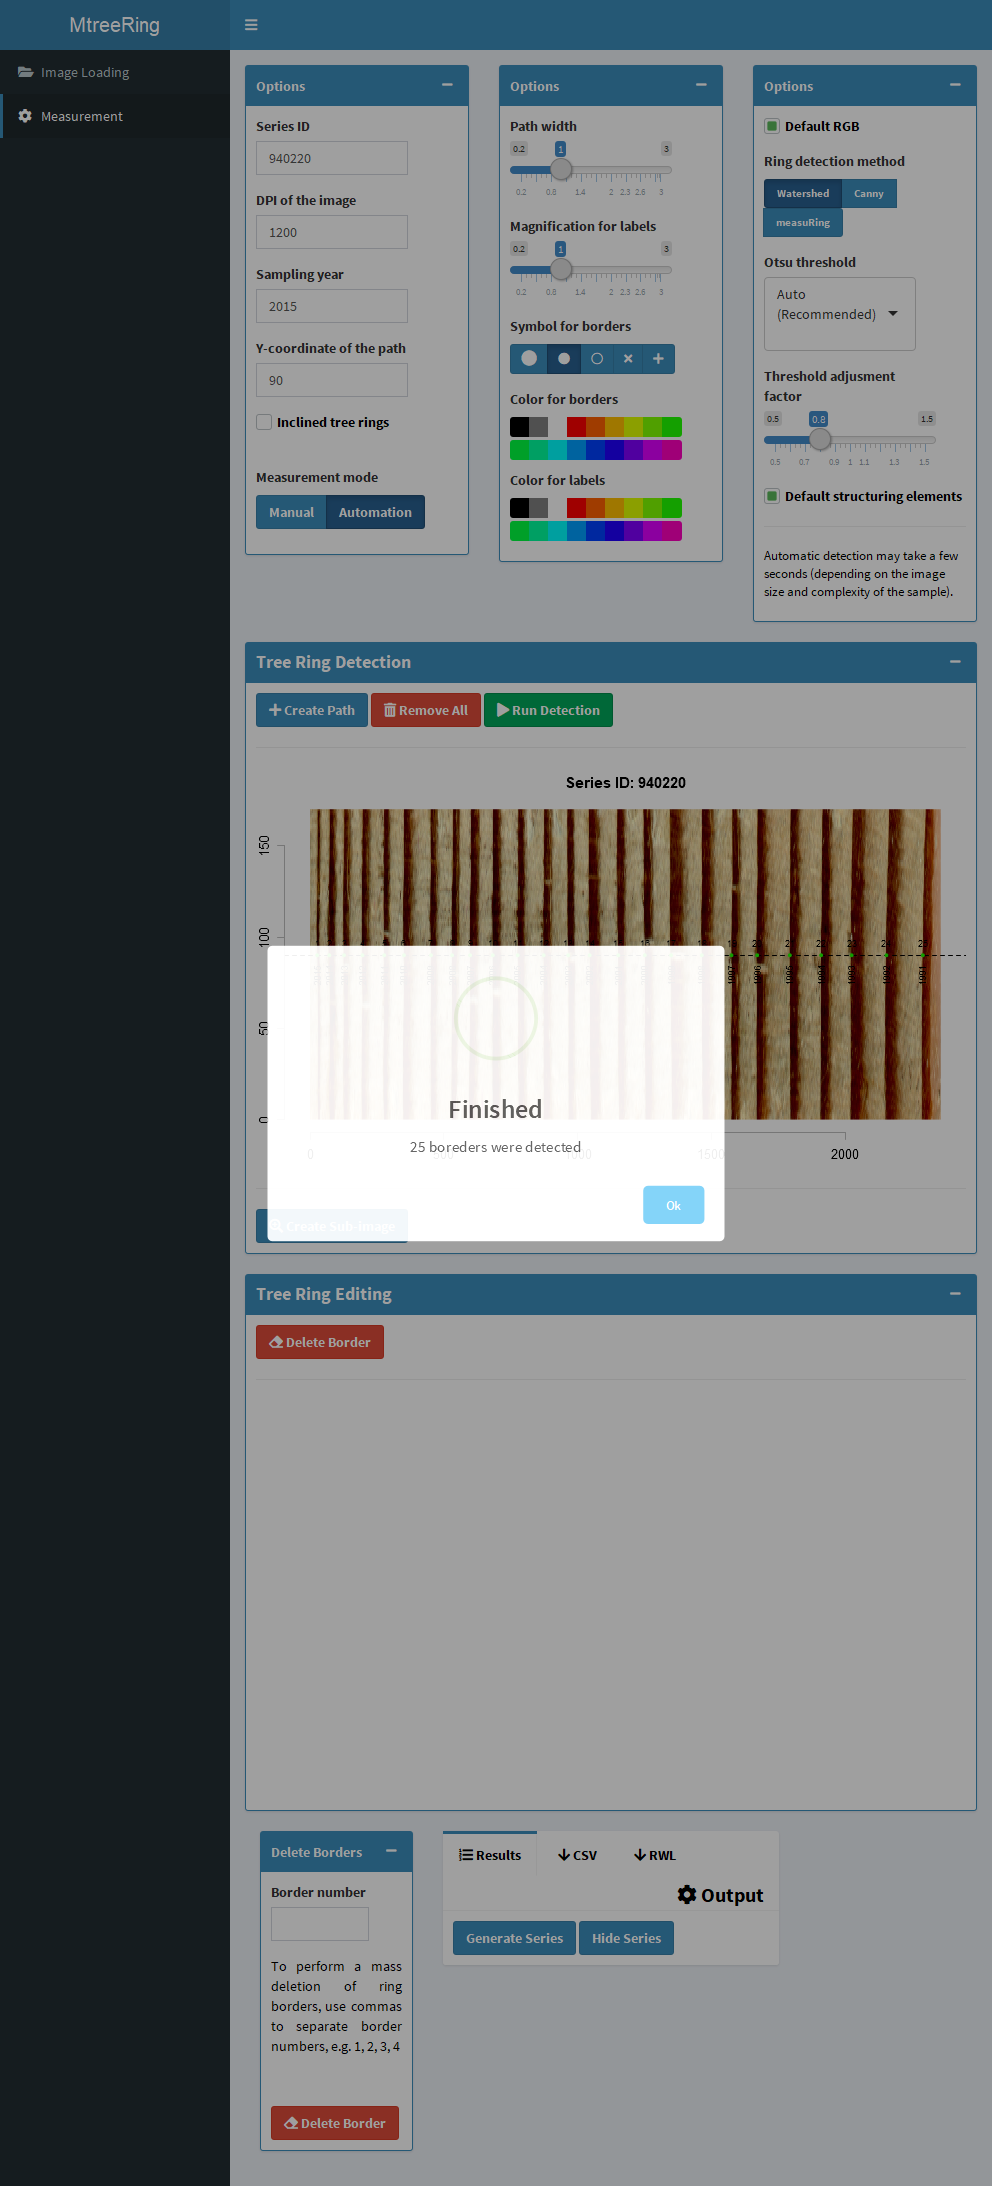 MtreeRing
Image Loading
Measurement
Options
Series ID
940220
DPI of the image
1200
Sampling year
2015
Y-coordinate of the path
90
Inclined tree rings
Measurement mode
Manual Automation
Options
Path width
0.2 1 3
0.2 0.8 1.4 2 2.3 2.6 3
Magnification for labels
0.2 1 3
0.2 0.8 1.4 2 2.3 2.6 3
Symbol for borders
Color for borders
Color for labels
Options
Default RGB
Ring detection method
Watershed Canny
measuRing
Otsu threshold
Auto
(Recommended)
Threshold adjusment
factor
0.5 0.8 1.5
0.5 0.7 0.9 1 1.1 1.3 1.5
Default structuring elements
Automatic detection may take a few
seconds (depending on the image
size and complexity of the sample).
Tree Ring Detection
Create Path Remove All Run Detection
Series ID: 940220
150
100
50
0
0 500 1000 1500 2000
Finished
25 boreders were detected
Ok
Create Sub-image
Tree Ring Editing
Delete Border
Delete Borders
Border number
To perform a mass
deletion of ring
borders, use commas
to separate border
numbers, e.g. 1, 2, 3, 4
Delete Border
Results CSV RWL
Output
Generate Series Hide Series